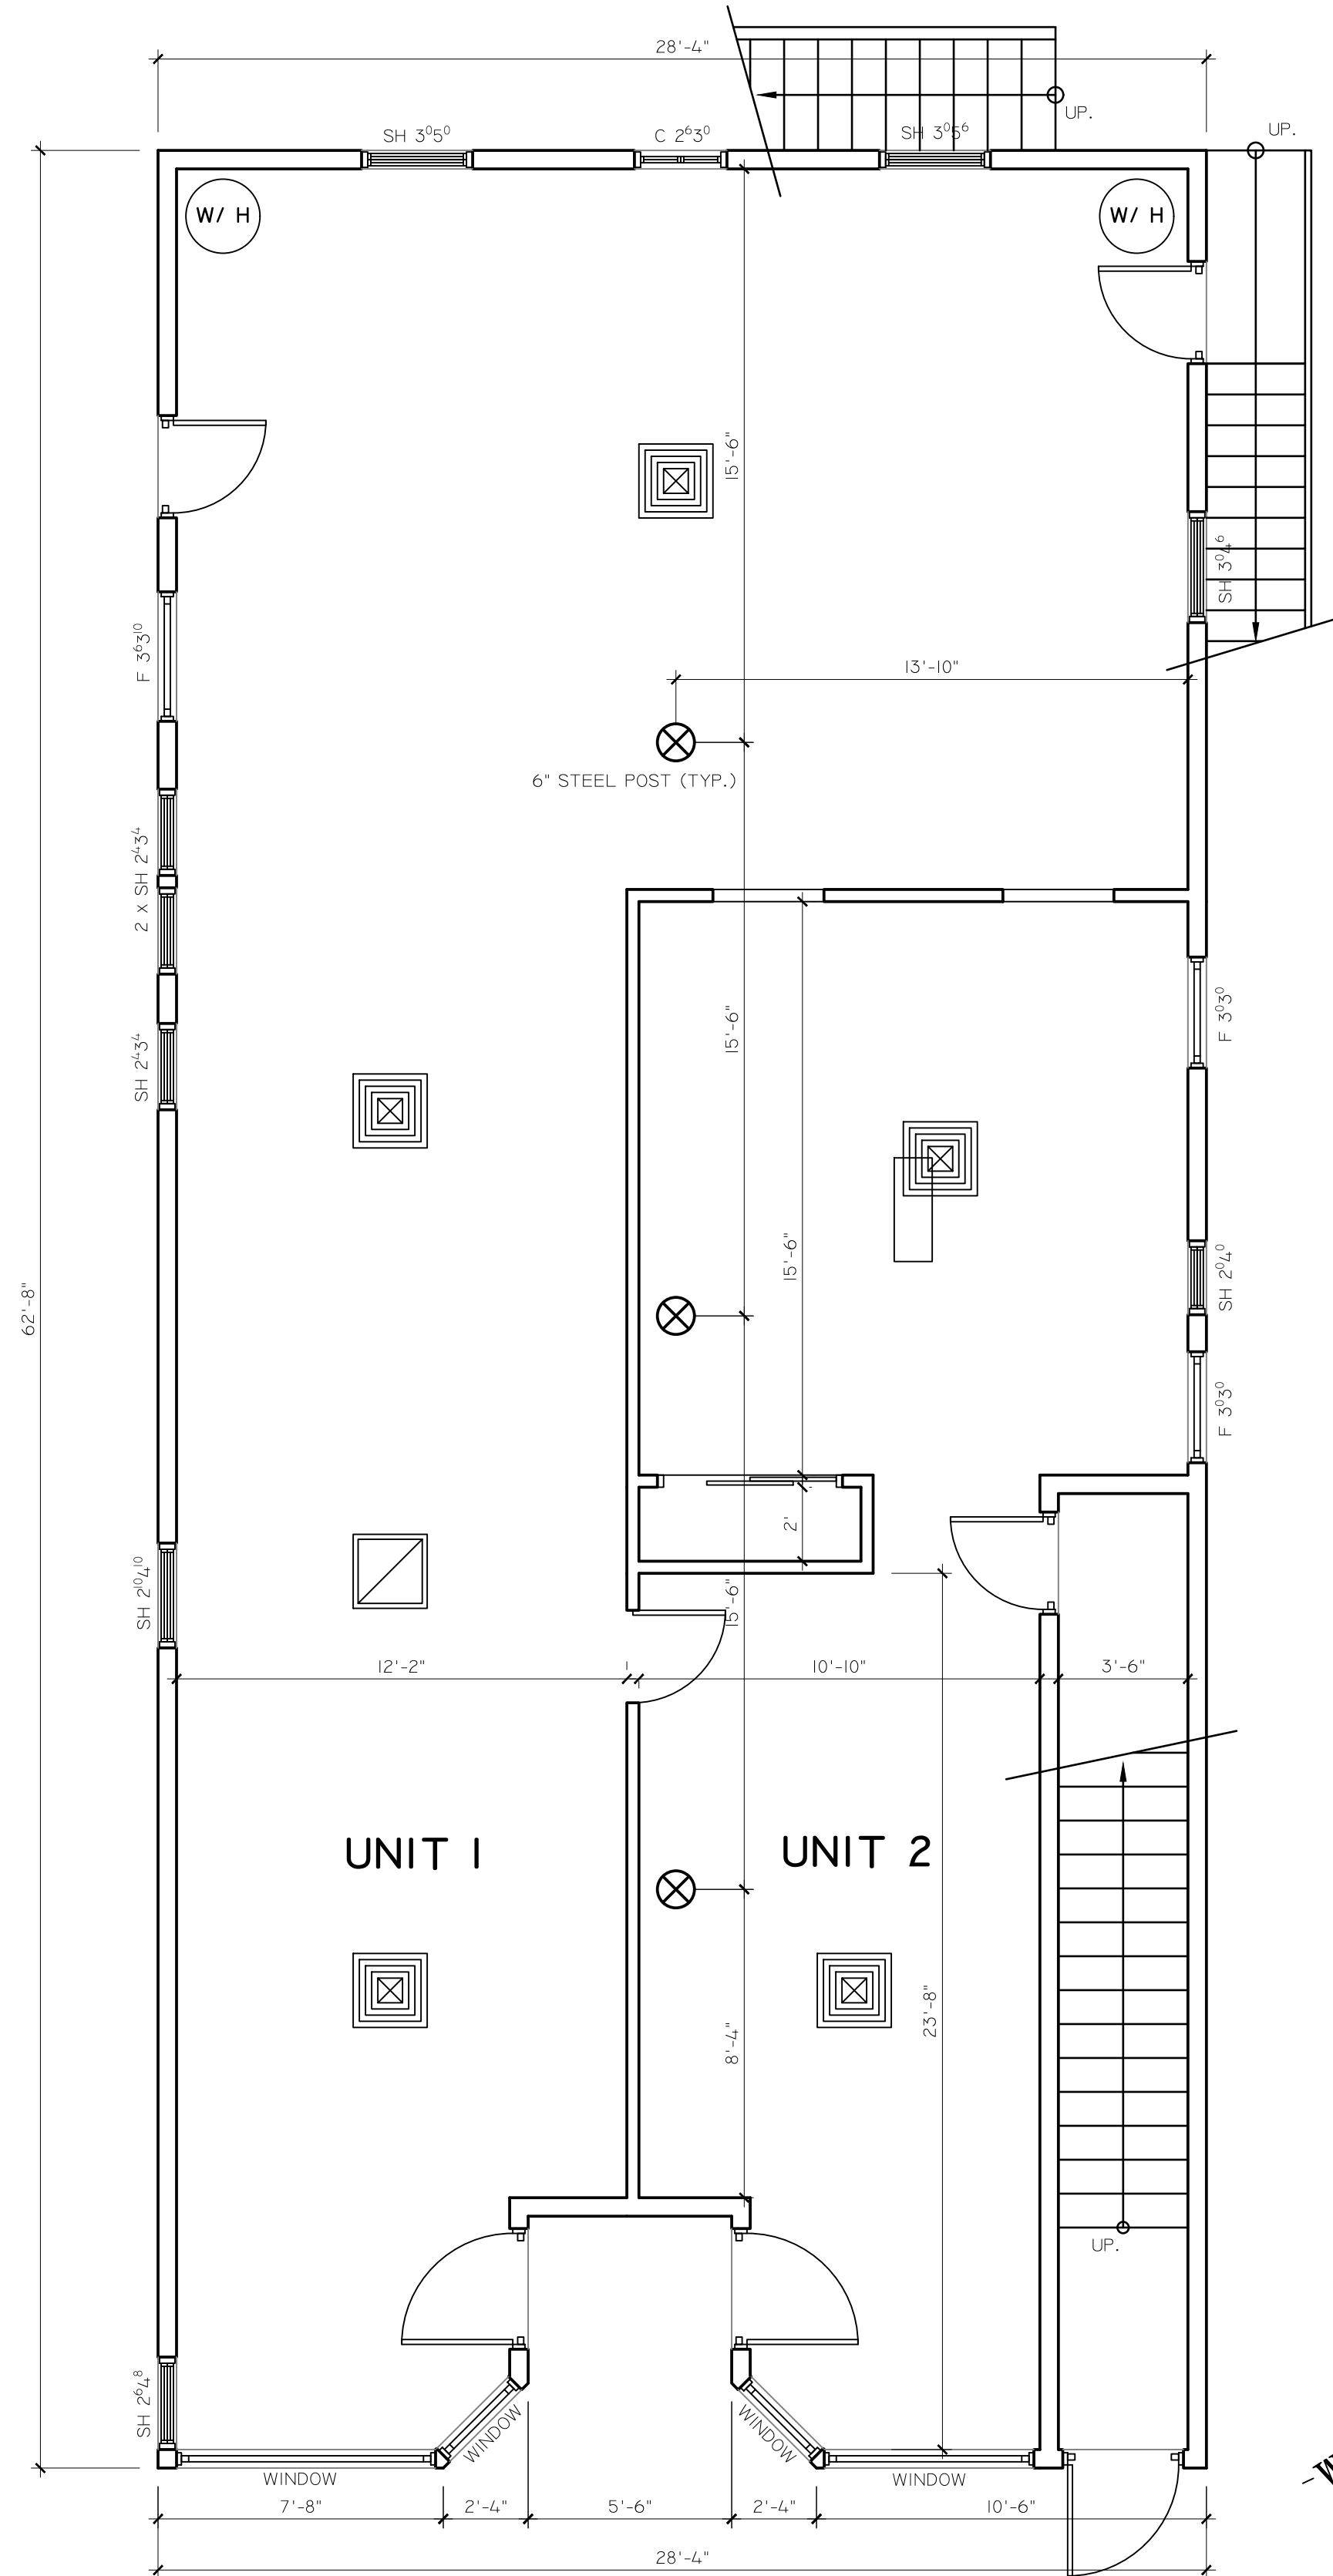 28'-4"
UP.
SH 3⁰5⁰
C 2⁶3⁰
SH 3⁰5⁶
UP.
W/ H
W/ H
15'-6"
SH 3⁰4⁶
F 3⁶3¹⁰
13'-10"
6" STEEL POST (TYP.)
2 x SH 2⁴3⁴
15'-6"
F 3⁰3⁰
SH 2⁴3⁴
15'-6"
SH 2⁰4⁰
62'-8"
F 3⁰3⁰
2'
SH 2¹⁰4¹⁰
15'-6"
12'-2"
10'-10"
3'-6"
UNIT 1
UNIT 2
23'-8"
8'-4"
UP.
SH 2⁶4⁸
WINDOW
WINDOW
WINDOW
WINDOW
7'-8"
2'-4"
5'-6"
2'-4"
10'-6"
28'-4"